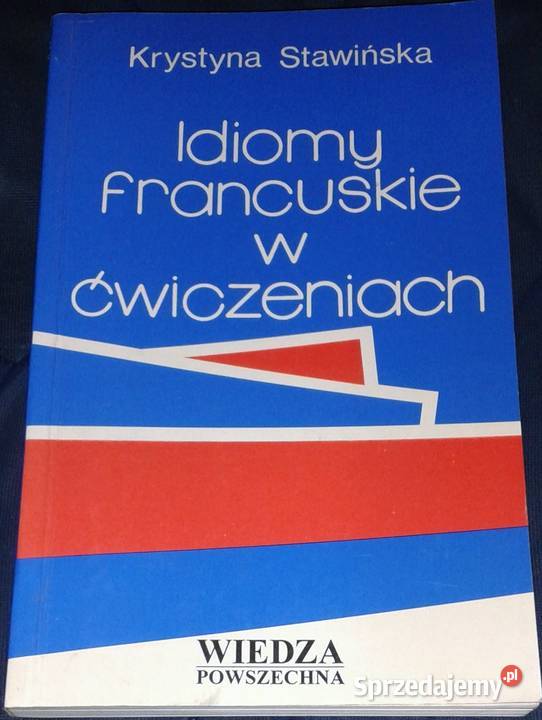 Krystyna Stawińska
Idiomy
francuskie
w
ćwiczeniach
WIEDZA
POWSZECHNA
Sprzedajemy.pl